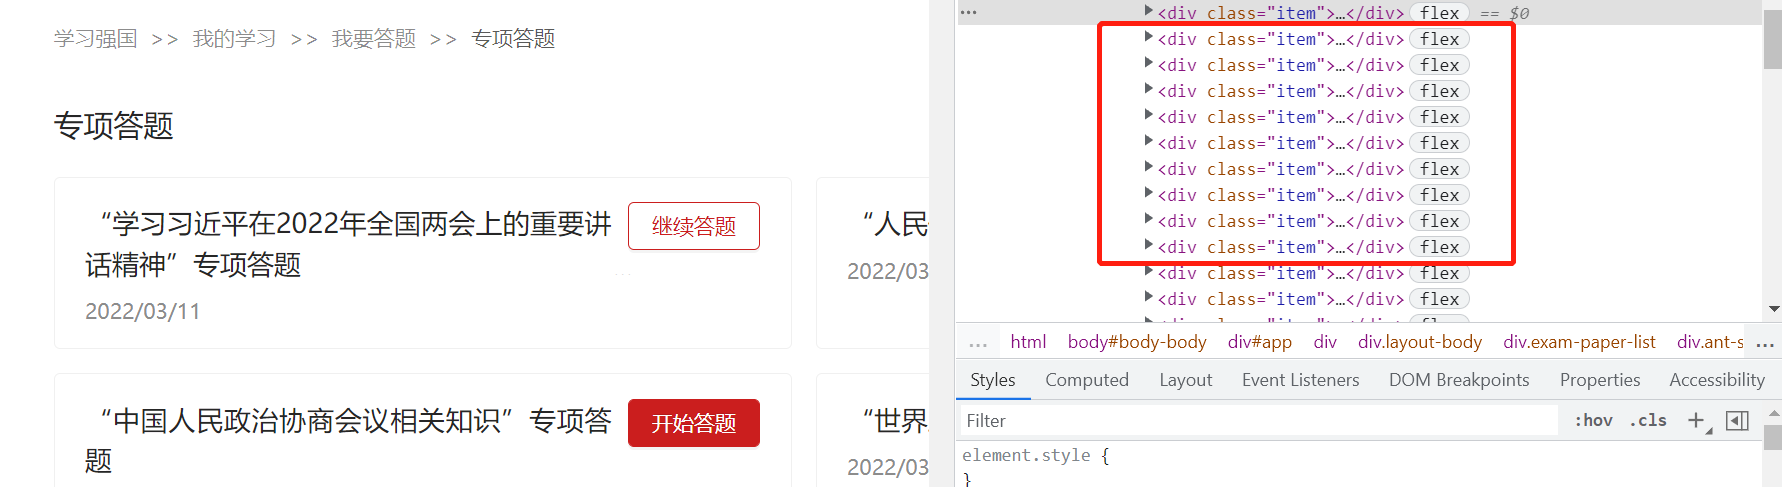 学习强国 >> 我的学习 >> 我要答题 >> 专项答题
专项答题
“学习习近平在2022年全国两会上的重要讲
话精神”专项答题
继续答题
2022/03/11
“人民
2022/03
“中国人民政治协商会议相关知识”专项答
题
开始答题
“世界
2022/03
... <div class="item">…</div> flex == $0
<div class="item">…</div> flex
<div class="item">…</div> flex
<div class="item">…</div> flex
<div class="item">…</div> flex
<div class="item">…</div> flex
<div class="item">…</div> flex
<div class="item">…</div> flex
<div class="item">…</div> flex
<div class="item">…</div> flex
<div class="item">…</div> flex
<div class="item">…</div> flex
... html body#body-body div#app div div.layout-body div.exam-paper-list div.ant-s ...
Styles Computed Layout Event Listeners DOM Breakpoints Properties Accessibility
Filter :hov .cls +
element.style {
}